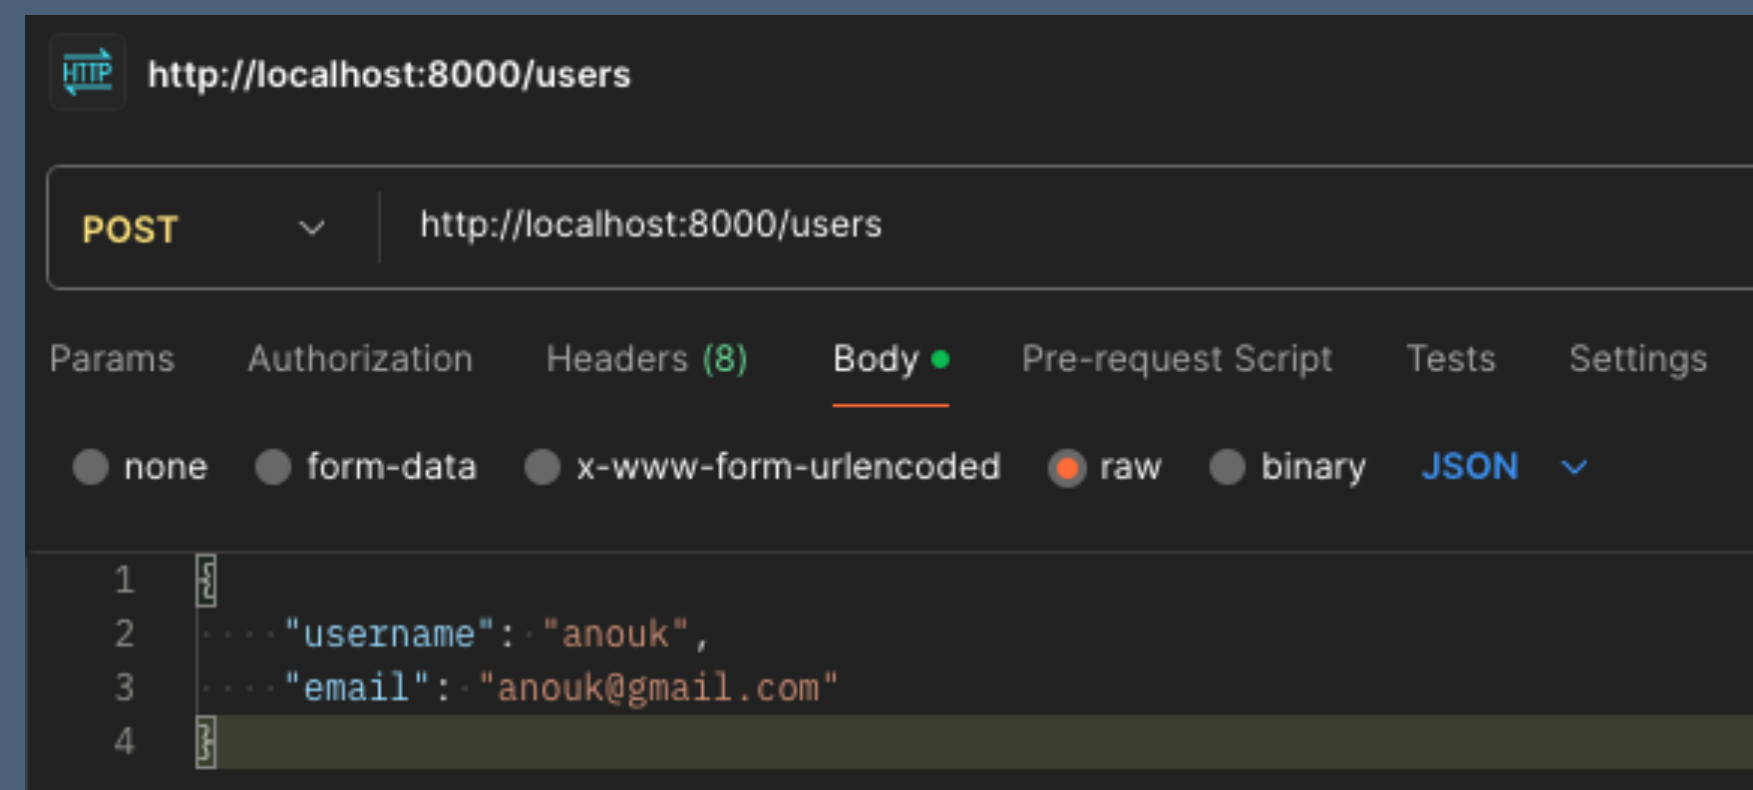 HTTP http://localhost:8000/users
POST http://localhost:8000/users
Params Authorization Headers (8) Body Pre-request Script Tests Settings
none form-data x-www-form-urlencoded raw binary JSON
1 {
2 "username": "anouk",
3 "email": "anouk@gmail.com"
4 }